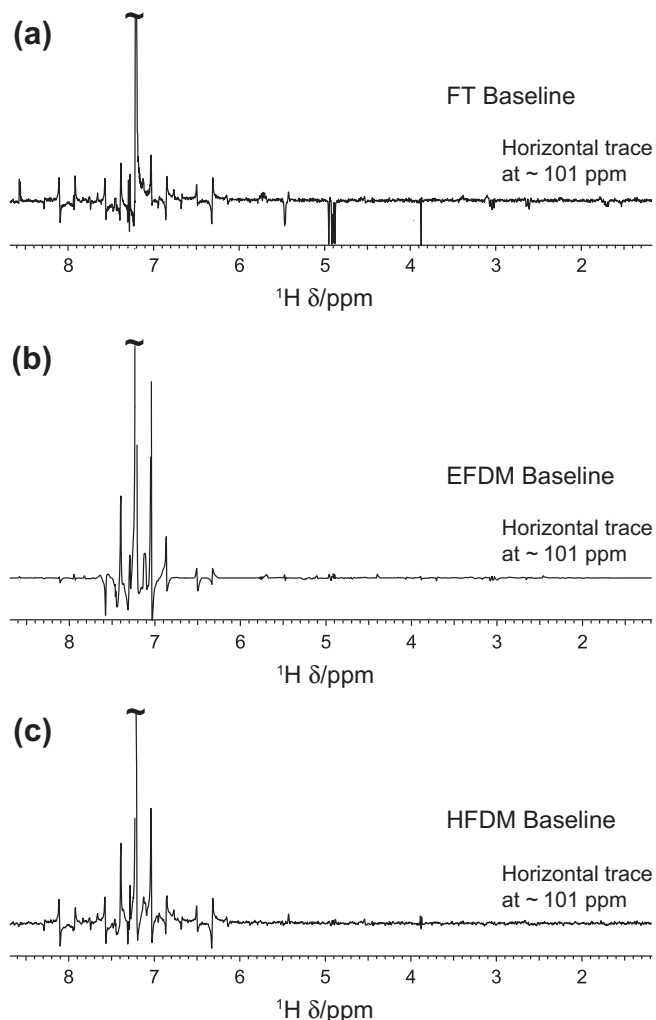 (a)
FT Baseline
Horizontal trace
at ~ 101 ppm
8 7 6 5 4 3 2
¹H δ/ppm
(b)
EFDM Baseline
Horizontal trace
at ~ 101 ppm
8 7 6 5 4 3 2
¹H δ/ppm
(c)
HFDM Baseline
Horizontal trace
at ~ 101 ppm
8 7 6 5 4 3 2
¹H δ/ppm